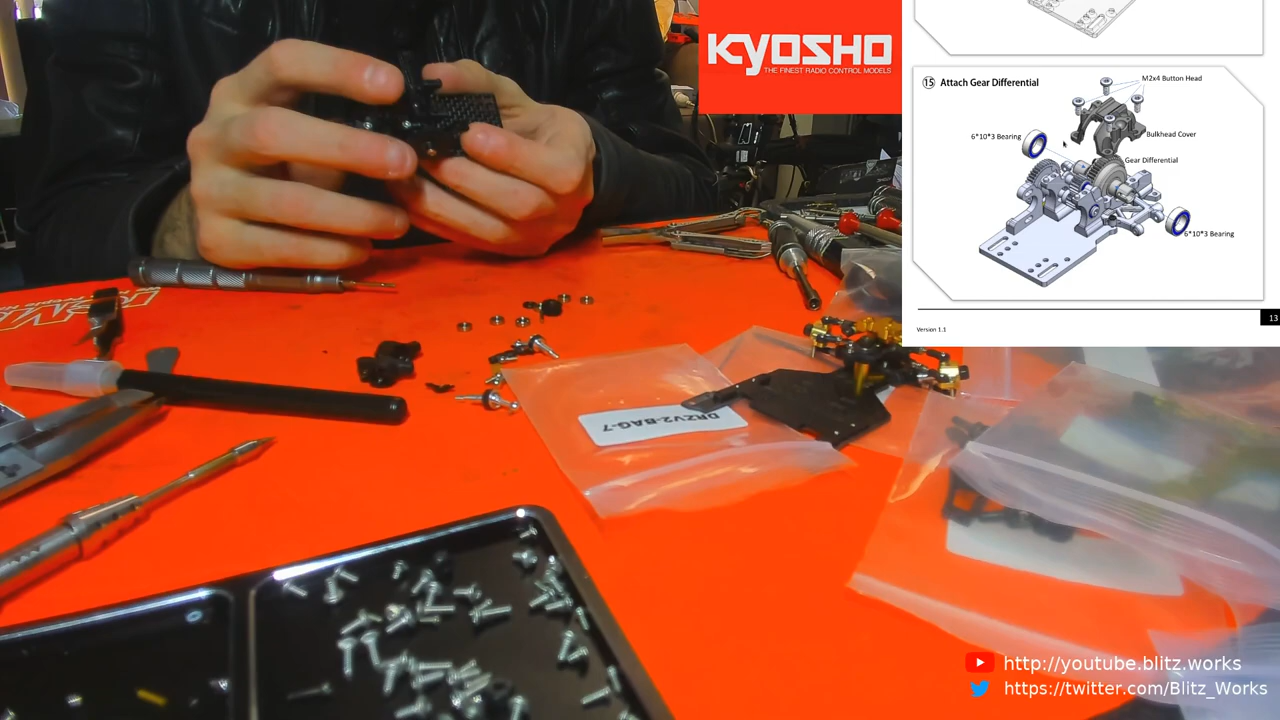 KYOSHO
THE FINEST RADIO CONTROL MODELS
15 Attach Gear Differential
M2x4 Button Head
6*10*3 Bearing
Bulkhead Cover
Gear Differential
6*10*3 Bearing
13
Version 1.1
DRZV2-BAG-7
http://youtube.blitz.works
https://twitter.com/Blitz_Works